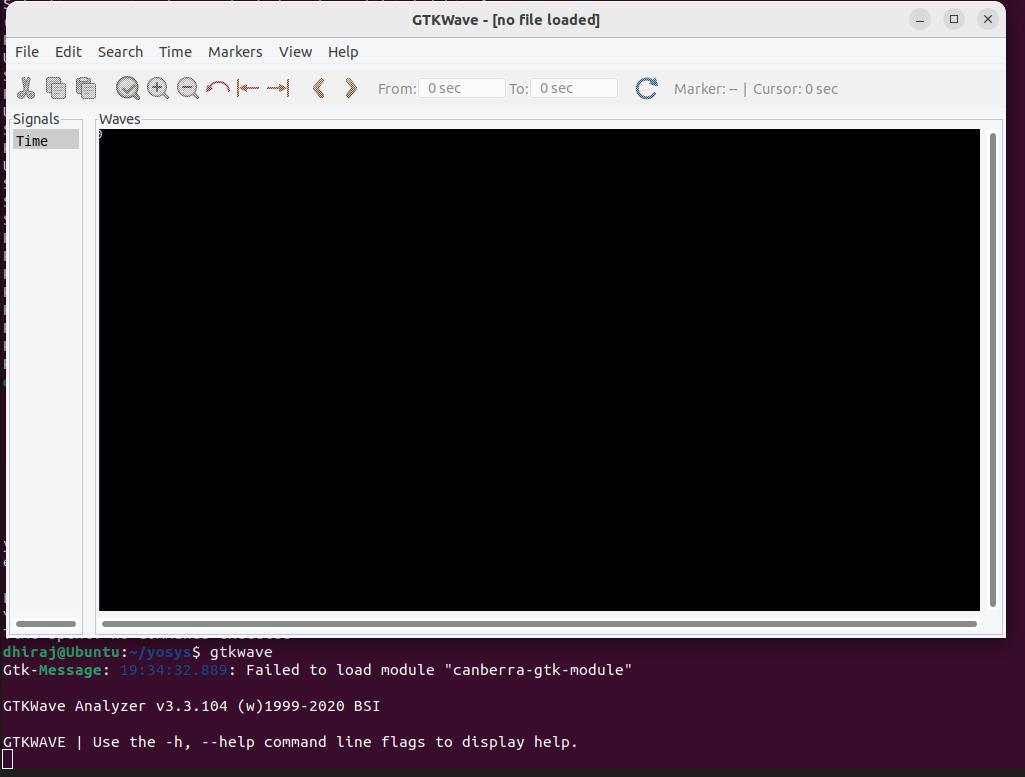 GTKWave - [no file loaded]
File Edit Search Time Markers View Help
From: 0 sec To: 0 sec Marker: -- | Cursor: 0 sec
Signals Waves
Time 0
dhiraj@Ubuntu:~/yosys$ gtkwave
Gtk-Message: 19:34:32.889: Failed to load module "canberra-gtk-module"
GTKWave Analyzer v3.3.104 (w)1999-2020 BSI
GTKWAVE | Use the -h, --help command line flags to display help.